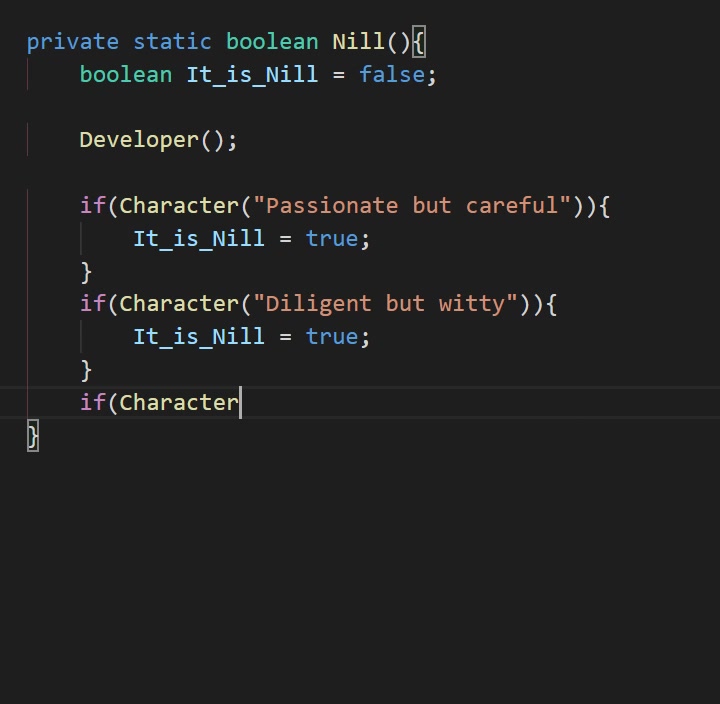 private static boolean Nill(){
boolean It_is_Nill = false;
Developer();
if(Character("Passionate but careful")){
It_is_Nill = true;
}
if(Character("Diligent but witty")){
It_is_Nill = true;
}
if(Character
}